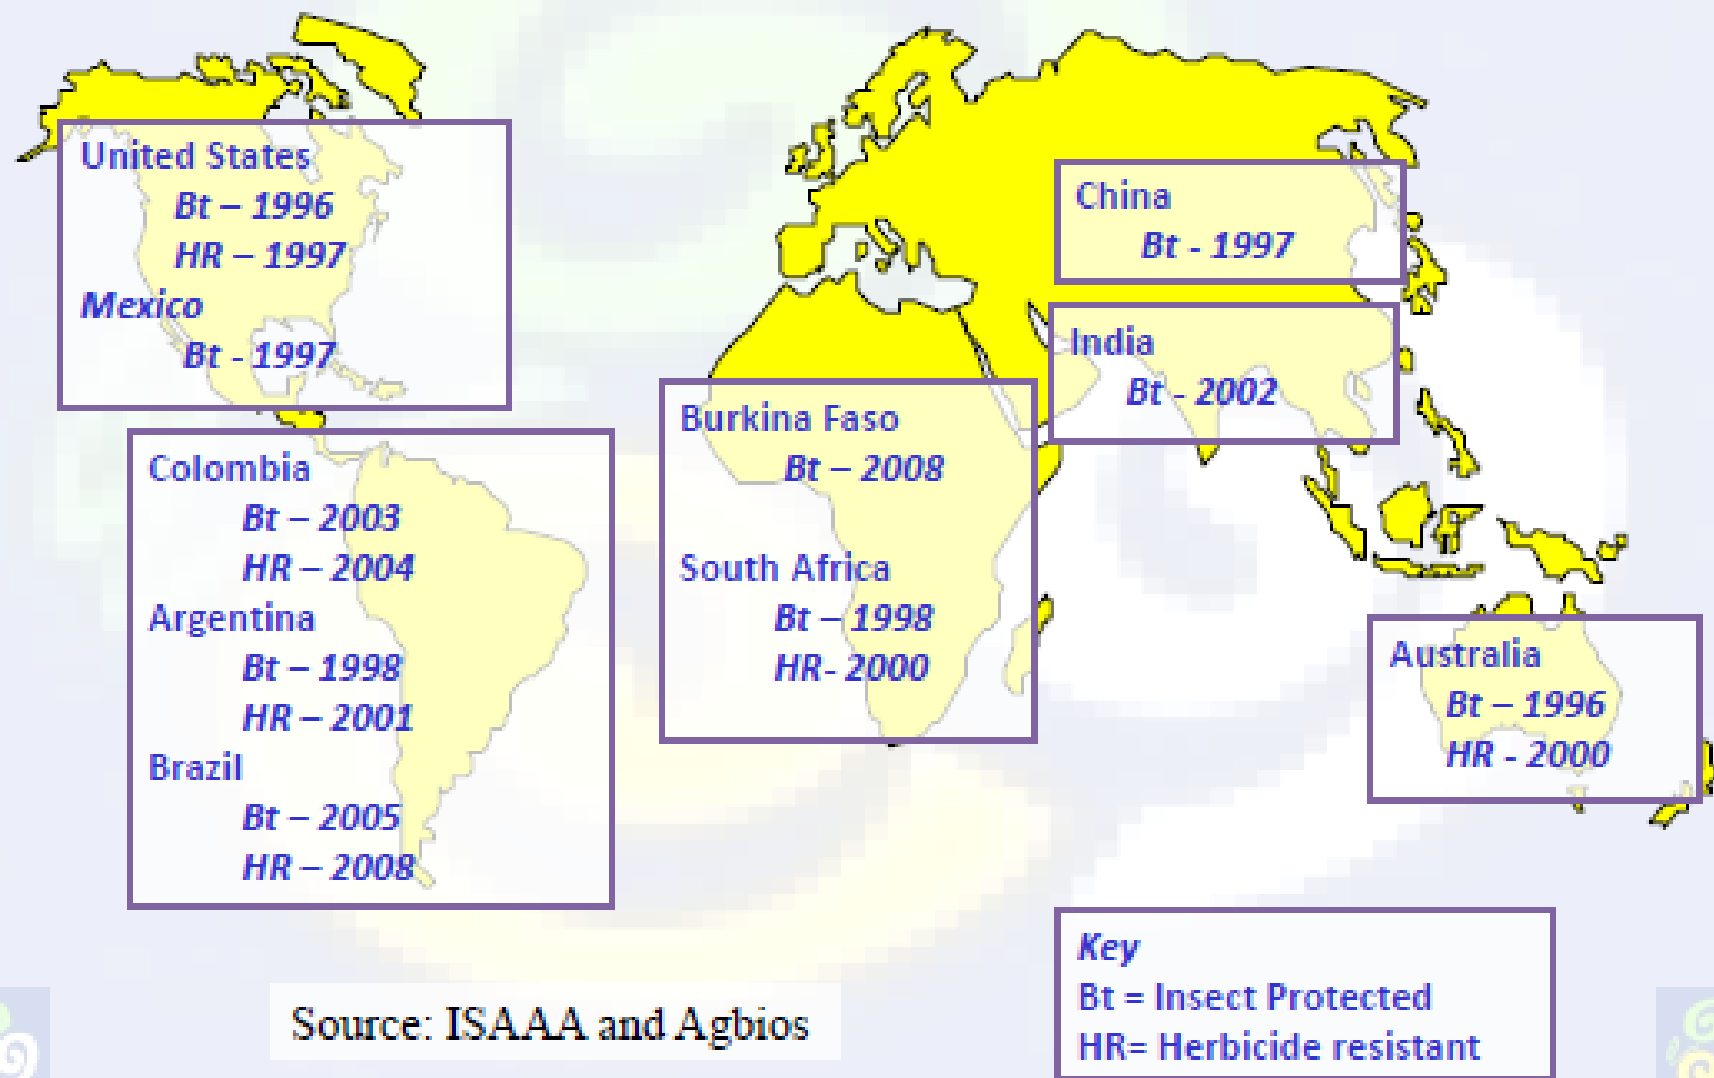 United States
Bt – 1996
HR – 1997
Mexico
Bt - 1997
Colombia
Bt – 2003
HR – 2004
Argentina
Bt – 1998
HR – 2001
Brazil
Bt – 2005
HR – 2008
Burkina Faso
Bt – 2008
South Africa
Bt – 1998
HR- 2000
China
Bt - 1997
India
Bt - 2002
Australia
Bt – 1996
HR - 2000
Key
Bt = Insect Protected
HR= Herbicide resistant
Source: ISAAA and Agbios